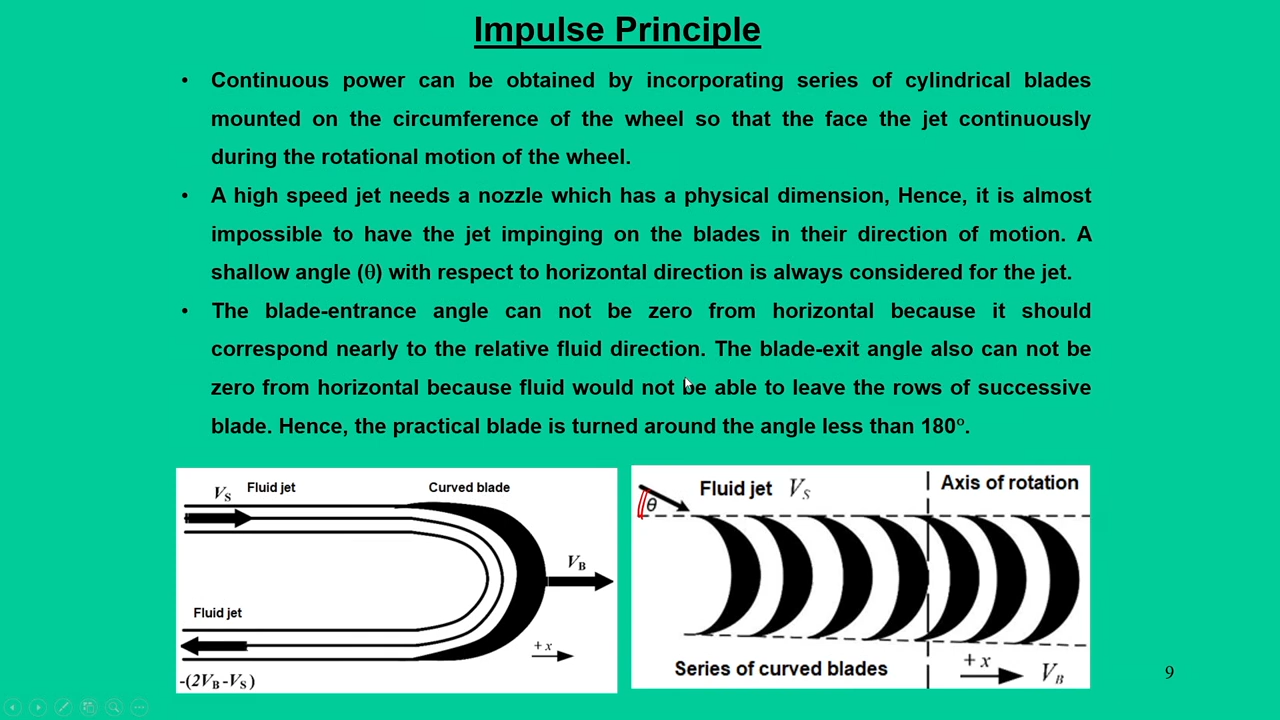 Impulse Principle
• Continuous power can be obtained by incorporating series of cylindrical blades
mounted on the circumference of the wheel so that the face the jet continuously
during the rotational motion of the wheel.
• A high speed jet needs a nozzle which has a physical dimension, Hence, it is almost
impossible to have the jet impinging on the blades in their direction of motion. A
shallow angle (θ) with respect to horizontal direction is always considered for the jet.
• The blade-entrance angle can not be zero from horizontal because it should
correspond nearly to the relative fluid direction. The blade-exit angle also can not be
zero from horizontal because fluid would not be able to leave the rows of successive
blade. Hence, the practical blade is turned around the angle less than 180º.
V_S Fluid jet Curved blade
V_B
Fluid jet
+ x
-(2V_B -V_S)
Fluid jet V_S Axis of rotation
θ
Series of curved blades
+ x V_B
9